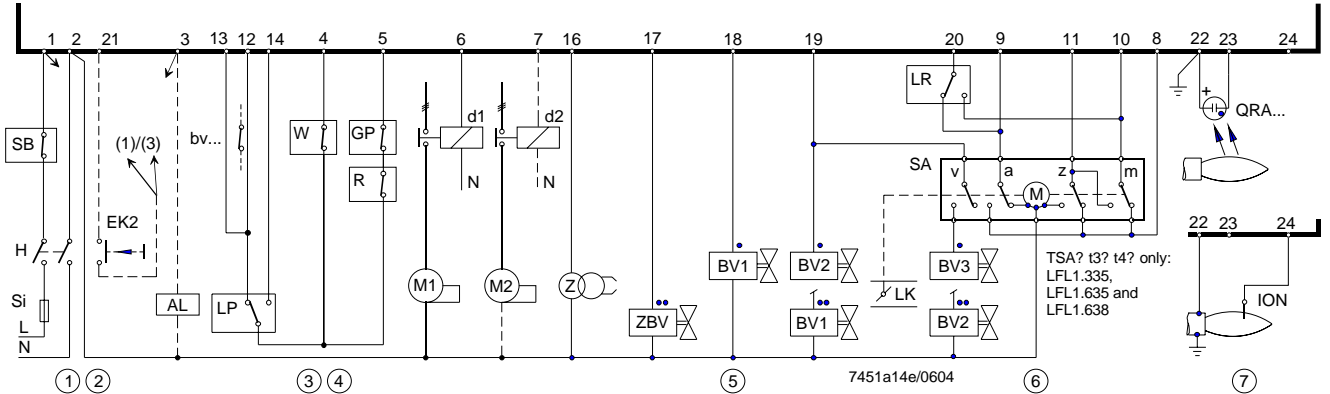 1 2 21 3 13 12 14 4 5 6 7 16 17 18 19 20 9 11 10 8 22 23 24
LR
+
QRA...
d1 d2
SB (1)/(3) bv... W GP
SA v a z m
R N N
M
EK2
22 23 24
H
BV1 BV2 BV3
TSA? t3? t4? only:
LFL1.335,
LFL1.635 and
LFL1.638
M1 M2 Z
LK
Si AL LP
ION
L ZBV BV1 BV2
N
1 2 3 4 5 7451a14e/0604 6 7